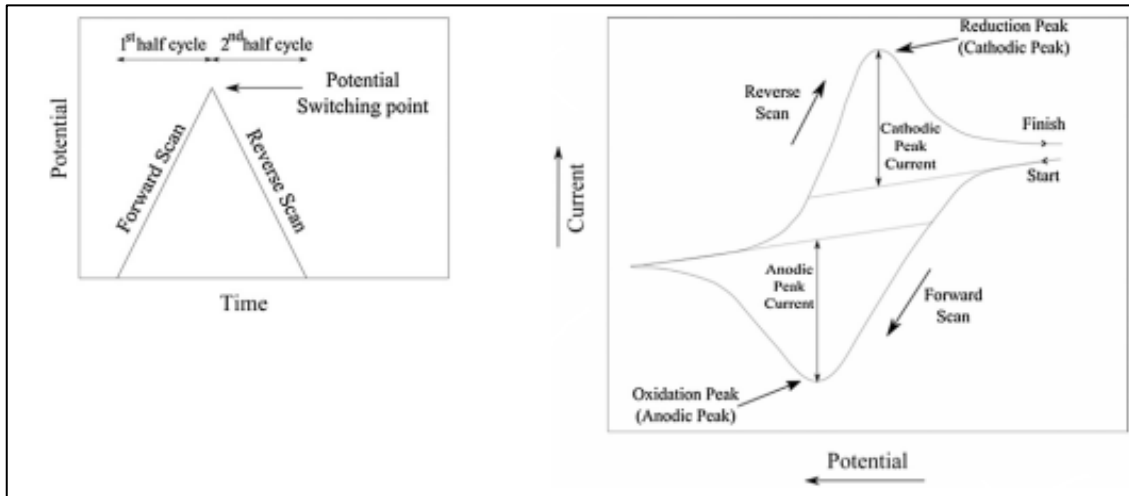 1st half cycle
2nd half cycle
Potential
Switching point
Forward Scan
Reverse Scan
Potential
Time
Reduction Peak
(Cathodic Peak)
Reverse
Scan
Cathodic
Peak
Current
Finish
Start
Current
Anodic
Peak
Current
Forward
Scan
Oxidation Peak
(Anodic Peak)
Potential